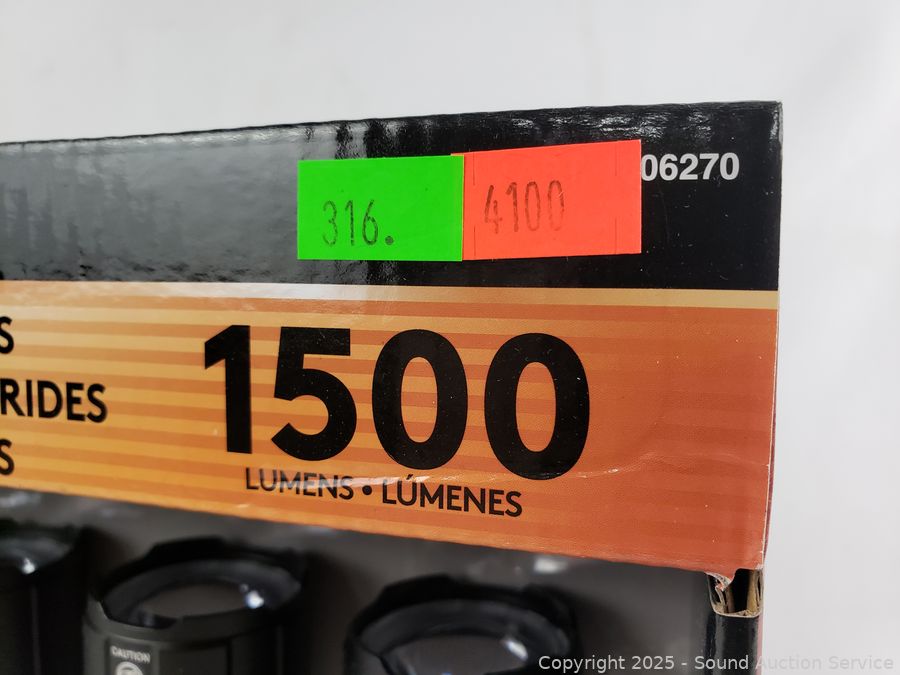 316.
4100
06270
S
RIDES
S
1500
LUMENS • LÚMENES
CAUTION
Copyright © 2025 - Sound Auction Service